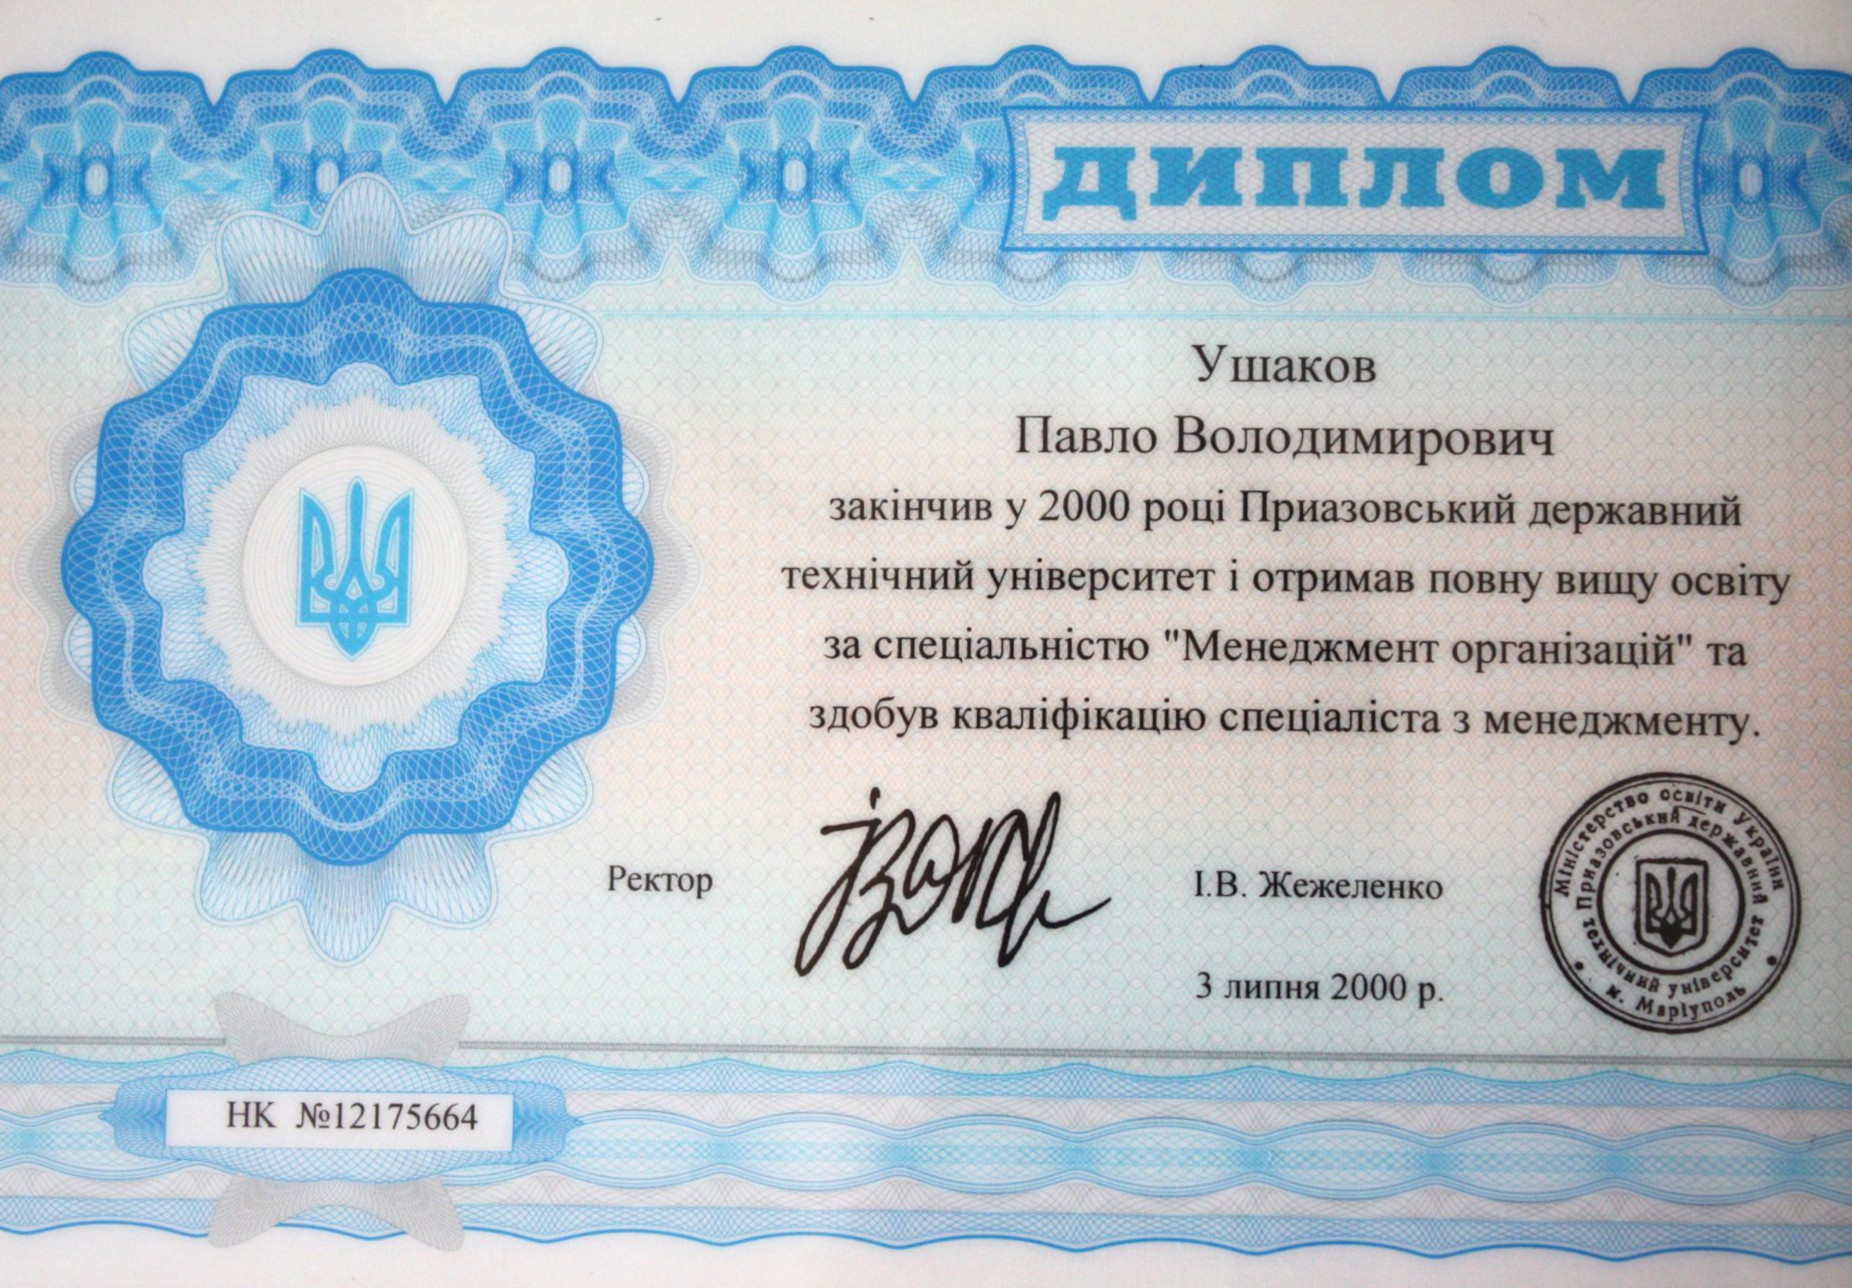 ДИПЛОМ
Ушаков
Павло Володимирович
закінчив у 2000 році Приазовський державний
технічний університет і отримав повну вищу освіту
за спеціальністю "Менеджмент організацій" та
здобув кваліфікацію спеціаліста з менеджменту.
Ректор
І.В. Жежеленко
3 липня 2000 р.
Міністерство освіти України
Приазовський державний
технічний університет
м. Маріуполь
НК №12175664